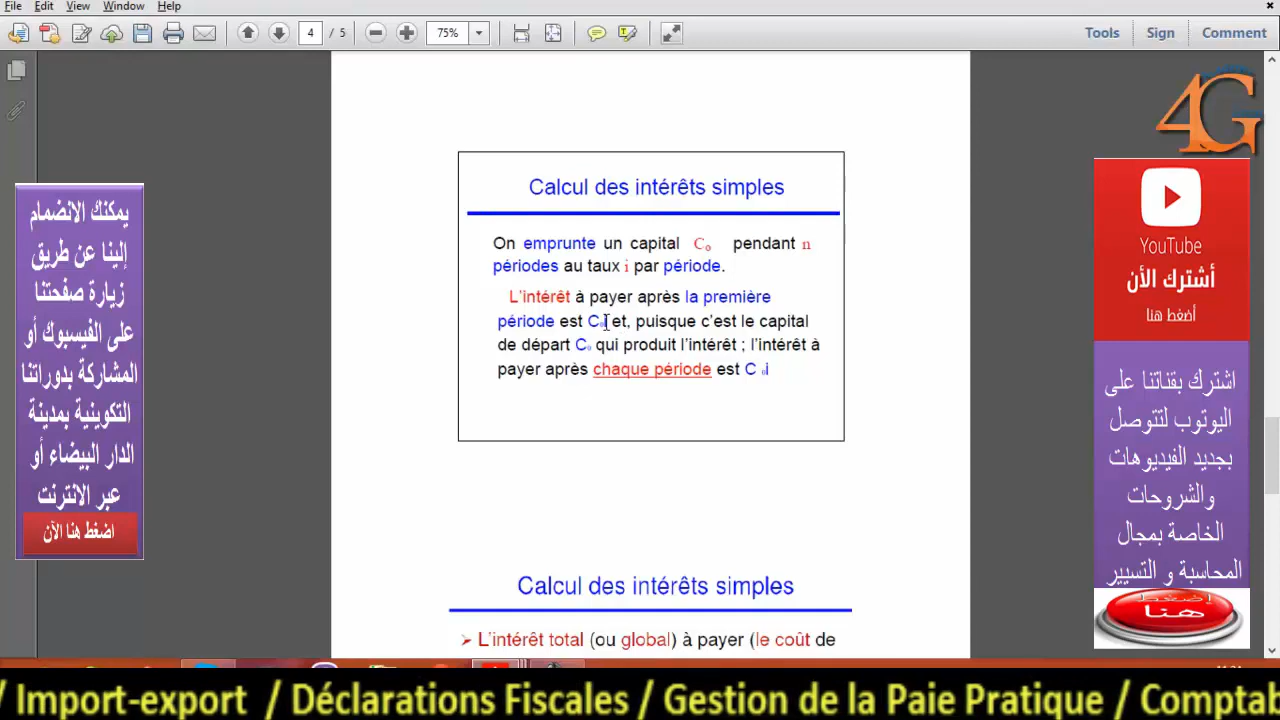 File Edit View Window Help
4 / 5 75% Tools Sign Comment
4G
Calcul des intérêts simples
On emprunte un capital C₀ pendant n
périodes au taux i par période.
L'intérêt à payer après la première
période est C₀i et, puisque c'est le capital
de départ C₀ qui produit l'intérêt ; l'intérêt à
payer après chaque période est C ₀i
Calcul des intérêts simples
➢ L'intérêt total (ou global) à payer (le coût de
يمكنك الانضمام
إلينا عن طريق
زيارة صفحتنا
على الفيسبوك أو
المشاركة بدوراتنا
التكوينية بمدينة
الدار البيضاء أو
عبر الانترنت
اضغط هنا الآن
YouTube
أشترك الأن
أضغط هنا
اشترك بقناتنا على
اليوتوب لتتوصل
بجديد الفيديوهات
والشروحات
الخاصة بمجال
المحاسبة و التسيير
إضغط
هنا
/ Import-export / Déclarations Fiscales / Gestion de la Paie Pratique / Comptab